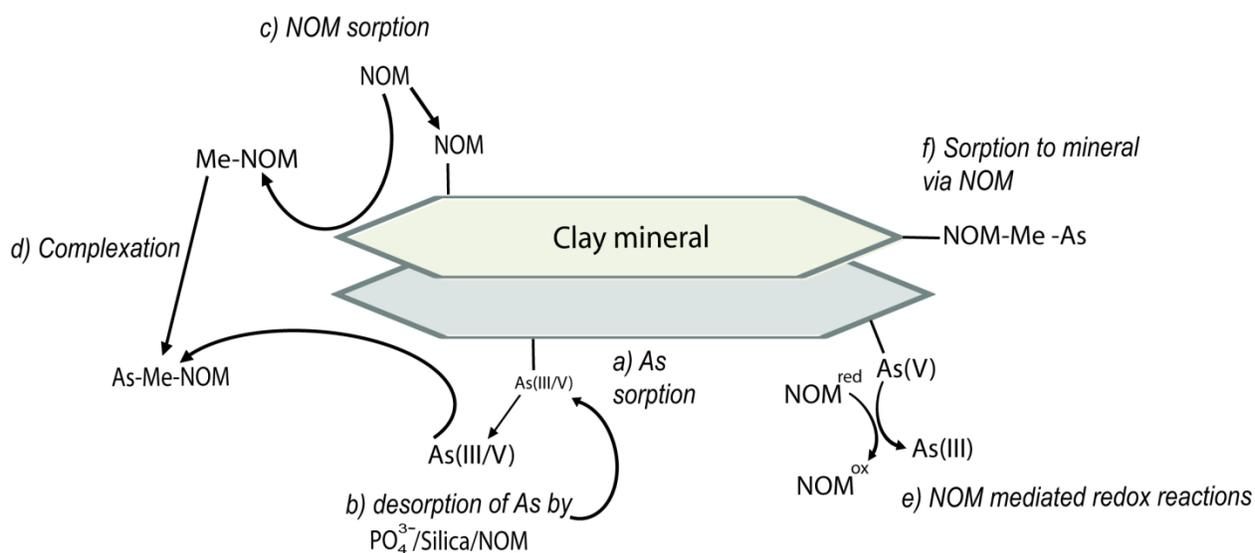 c) NOM sorption
NOM
NOM
Me-NOM
f) Sorption to mineral
via NOM
Clay mineral
NOM-Me -As
d) Complexation
As-Me-NOM
As(III/V)
a) As
sorption
As(V)
NOM^red
As(III/V)
As(III)
NOM^ox
b) desorption of As by
PO₄³⁻/Silica/NOM
e) NOM mediated redox reactions